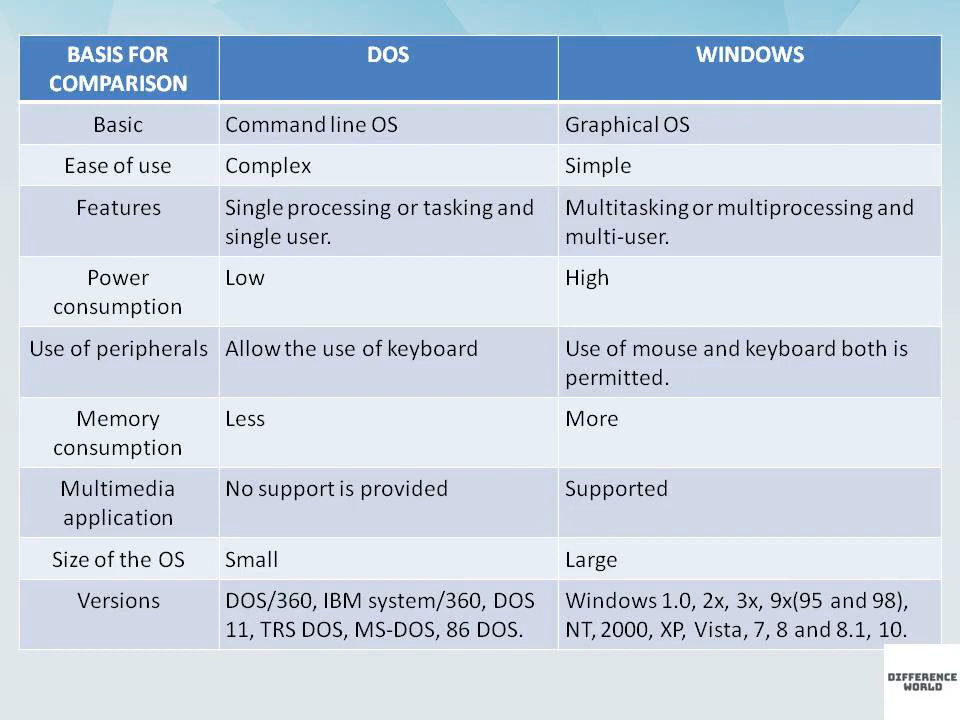 BASIS FOR COMPARISON DOS WINDOWS
Basic Command line OS Graphical OS
Ease of use Complex Simple
Features Single processing or tasking and Multitasking or multiprocessing and
single user. multi-user.
Power Low High
consumption
Use of peripherals Allow the use of keyboard Use of mouse and keyboard both is
permitted.
Memory Less More
consumption
Multimedia No support is provided Supported
application
Size of the OS Small Large
Versions DOS/360, IBM system/360, DOS Windows 1.0, 2x, 3x, 9x(95 and 98),
11, TRS DOS, MS-DOS, 86 DOS. NT, 2000, XP, Vista, 7, 8 and 8.1, 10.
DIFFERENCE
WORLD